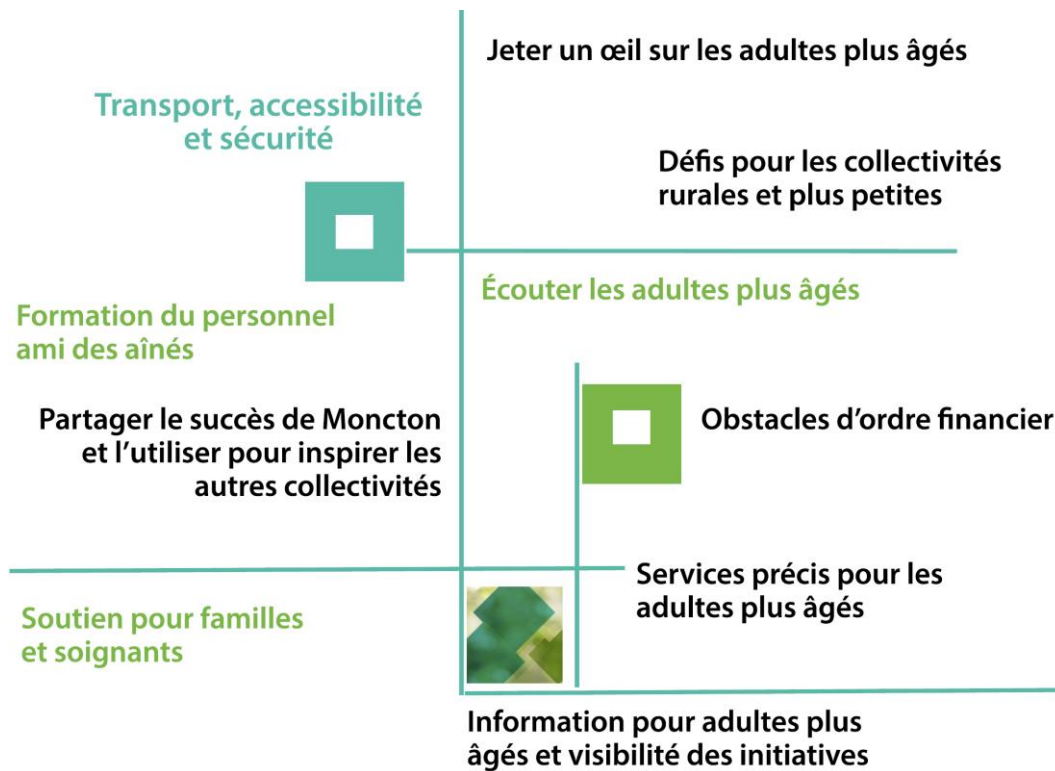 Jeter un œil sur les adultes plus âgés
Transport, accessibilité
et sécurité
Défis pour les collectivités
rurales et plus petites
Écouter les adultes plus âgés
Formation du personnel
ami des aînés
Partager le succès de Moncton
et l’utiliser pour inspirer les
autres collectivités
Obstacles d’ordre financier
Services précis pour les
adultes plus âgés
Soutien pour familles
et soignants
Information pour adultes plus
âgés et visibilité des initiatives